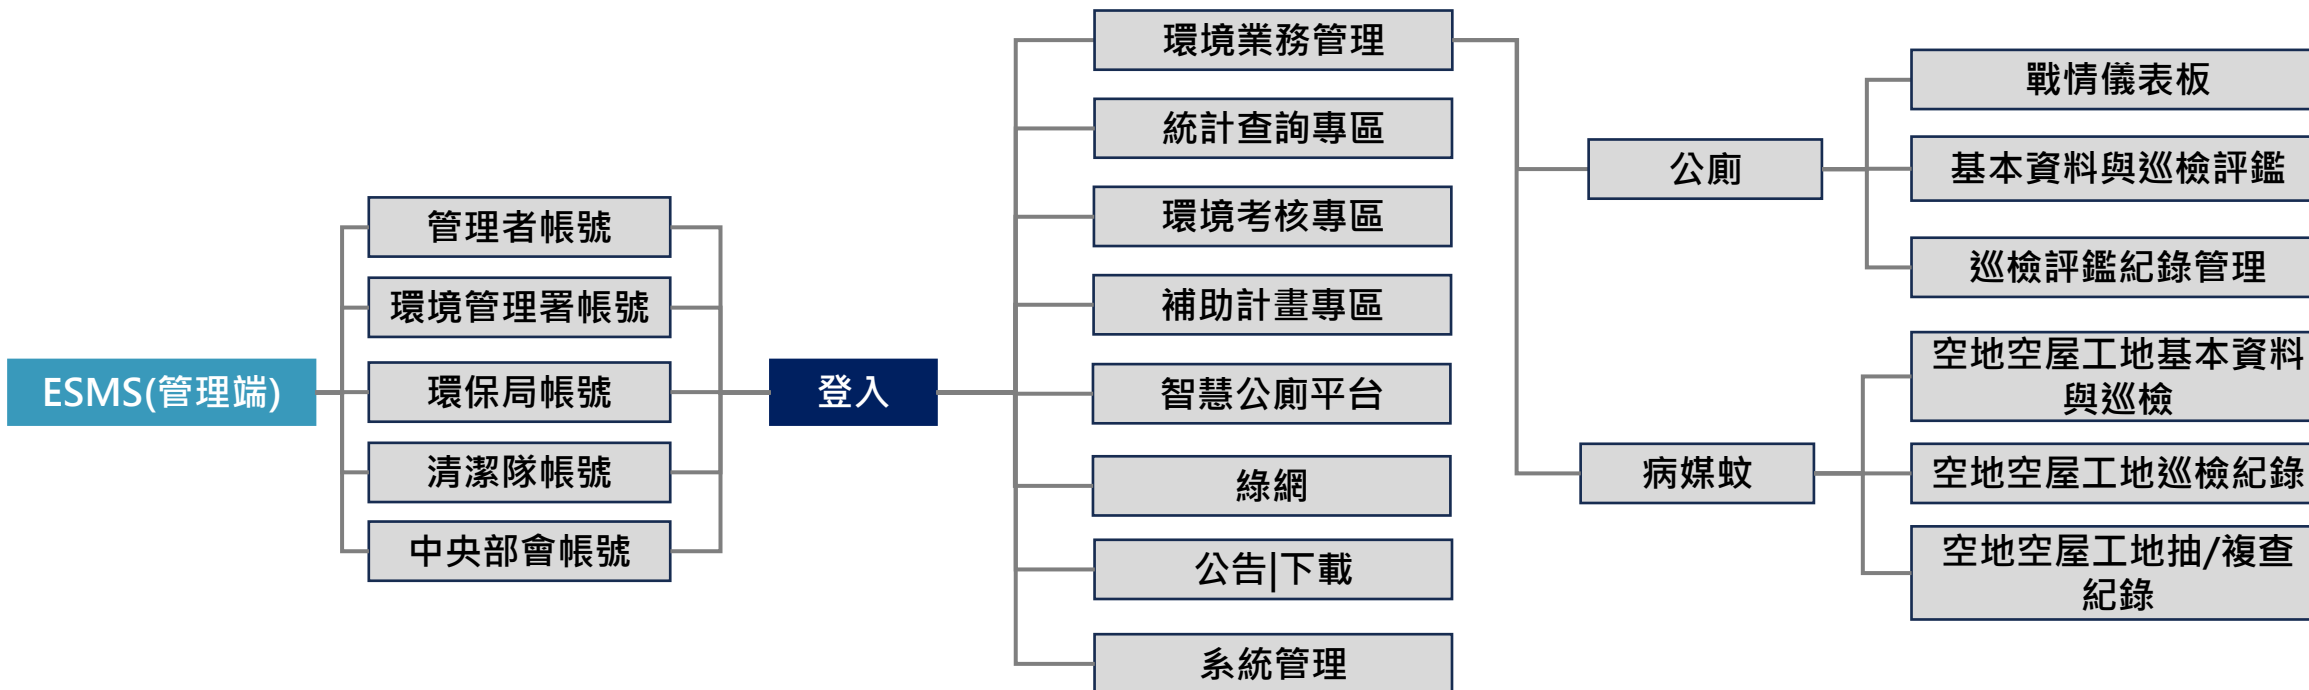 ESMS(管理端)
管理者帳號
環境管理署帳號
環保局帳號
清潔隊帳號
中央部會帳號
登入
環境業務管理
統計查詢專區
環境考核專區
補助計畫專區
智慧公廁平台
綠網
公告|下載
系統管理
公廁
病媒蚊
戰情儀表板
基本資料與巡檢評鑑
巡檢評鑑紀錄管理
空地空屋工地基本資料
與巡檢
空地空屋工地巡檢紀錄
空地空屋工地抽/複查
紀錄